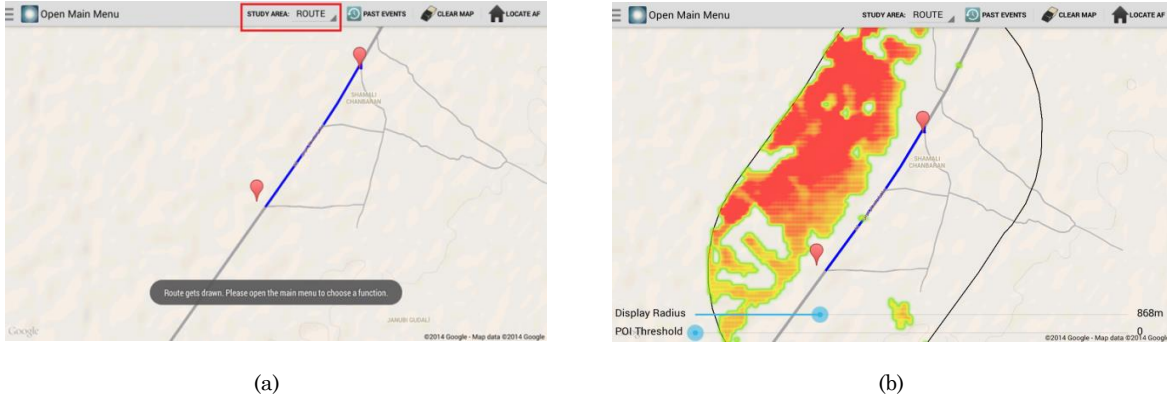 Open Main Menu STUDY AREA: ROUTE PAST EVENTS CLEAR MAP LOCATE AF
SHAMALI
CHANBARAN
Route gets drawn. Please open the main menu to choose a function.
JANUBI GUDALI
Google
©2014 Google - Map data ©2014 Google
(a)
Open Main Menu STUDY AREA: ROUTE PAST EVENTS CLEAR MAP LOCATE AF
SHAMALI
CHANBARAN
Display Radius 868m
POI Threshold 0
©2014 Google - Map data ©2014 Google
(b)